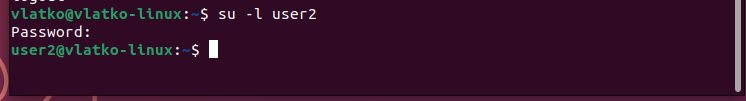 vlatko@vlatko-linux:~$ su -l user2
Password:
user2@vlatko-linux:~$